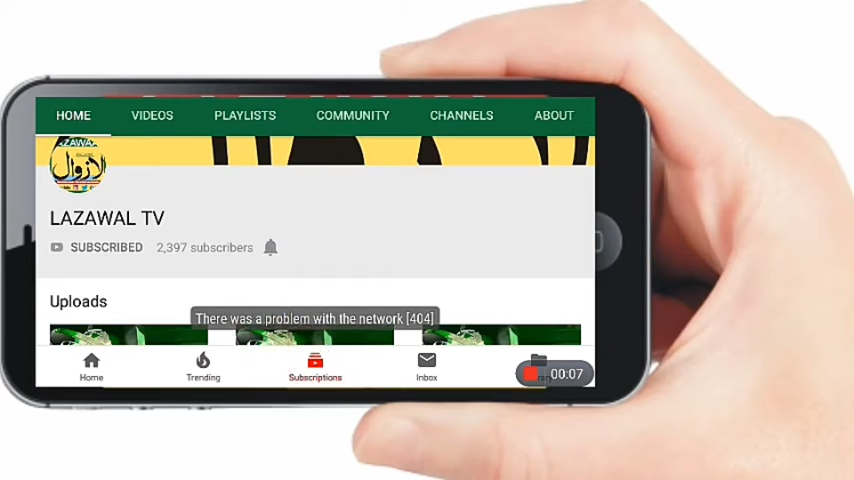 HOME VIDEOS PLAYLISTS COMMUNITY CHANNELS ABOUT
لازوال
LAZAWAL TV
SUBSCRIBED 2,397 subscribers
Uploads
There was a problem with the network [404]
Home Trending Subscriptions Inbox
00:07